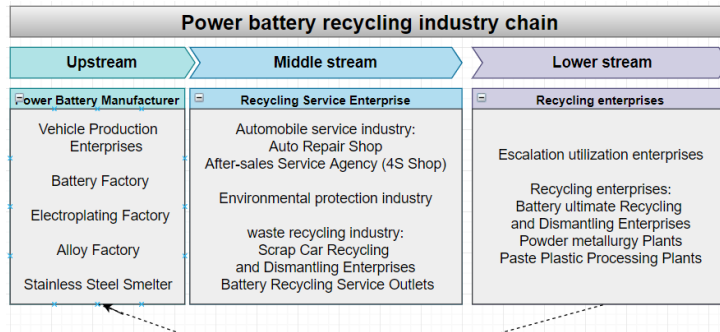 Power battery recycling industry chain
Upstream
Middle stream
Lower stream
Power Battery Manufacturer
Vehicle Production
Enterprises
Battery Factory
Electroplating Factory
Alloy Factory
Stainless Steel Smelter
Recycling Service Enterprise
Automobile service industry:
Auto Repair Shop
After-sales Service Agency (4S Shop)
Environmental protection industry
waste recycling industry:
Scrap Car Recycling
and Dismantling Enterprises
Battery Recycling Service Outlets
Recycling enterprises
Escalation utilization enterprises
Recycling enterprises:
Battery ultimate Recycling
and Dismantling Enterprises
Powder metallurgy Plants
Paste Plastic Processing Plants